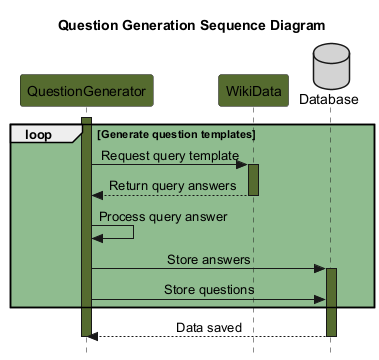 Question Generation Sequence Diagram
QuestionGenerator
WikiData
Database
loop
[Generate question templates]
Request query template
Return query answers
Process query answer
Store answers
Store questions
Data saved